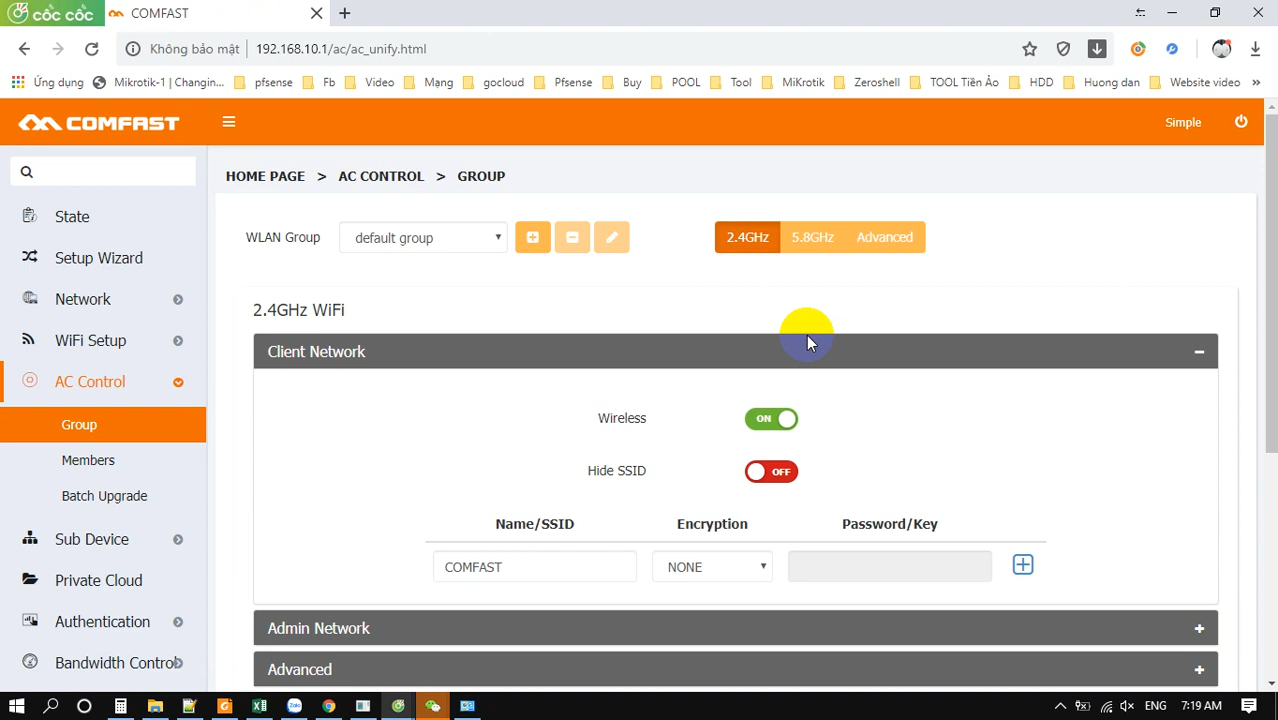 CỐC CỐC
COMFAST
Không bảo mật
192.168.10.1/ac/ac_unify.html
Ứng dụng
Mikrotik-1 | Changin...
pfsense
Fb
Video
Mạng
gocloud
Pfsense
Buy
POOL
Tool
MiKrotik
Zeroshell
TOOL Tiền Ảo
HDD
Huong dan
Website video
COMFAST
Simple
State
Setup Wizard
Network
WiFi Setup
AC Control
Group
Members
Batch Upgrade
Sub Device
Private Cloud
Authentication
Bandwidth Control
HOME PAGE > AC CONTROL > GROUP
WLAN Group
default group
2.4GHz
5.8GHz
Advanced
2.4GHz WiFi
Client Network
Wireless
ON
Hide SSID
OFF
Name/SSID
Encryption
Password/Key
COMFAST
NONE
Admin Network
Advanced
Zalo
ENG
7:19 AM